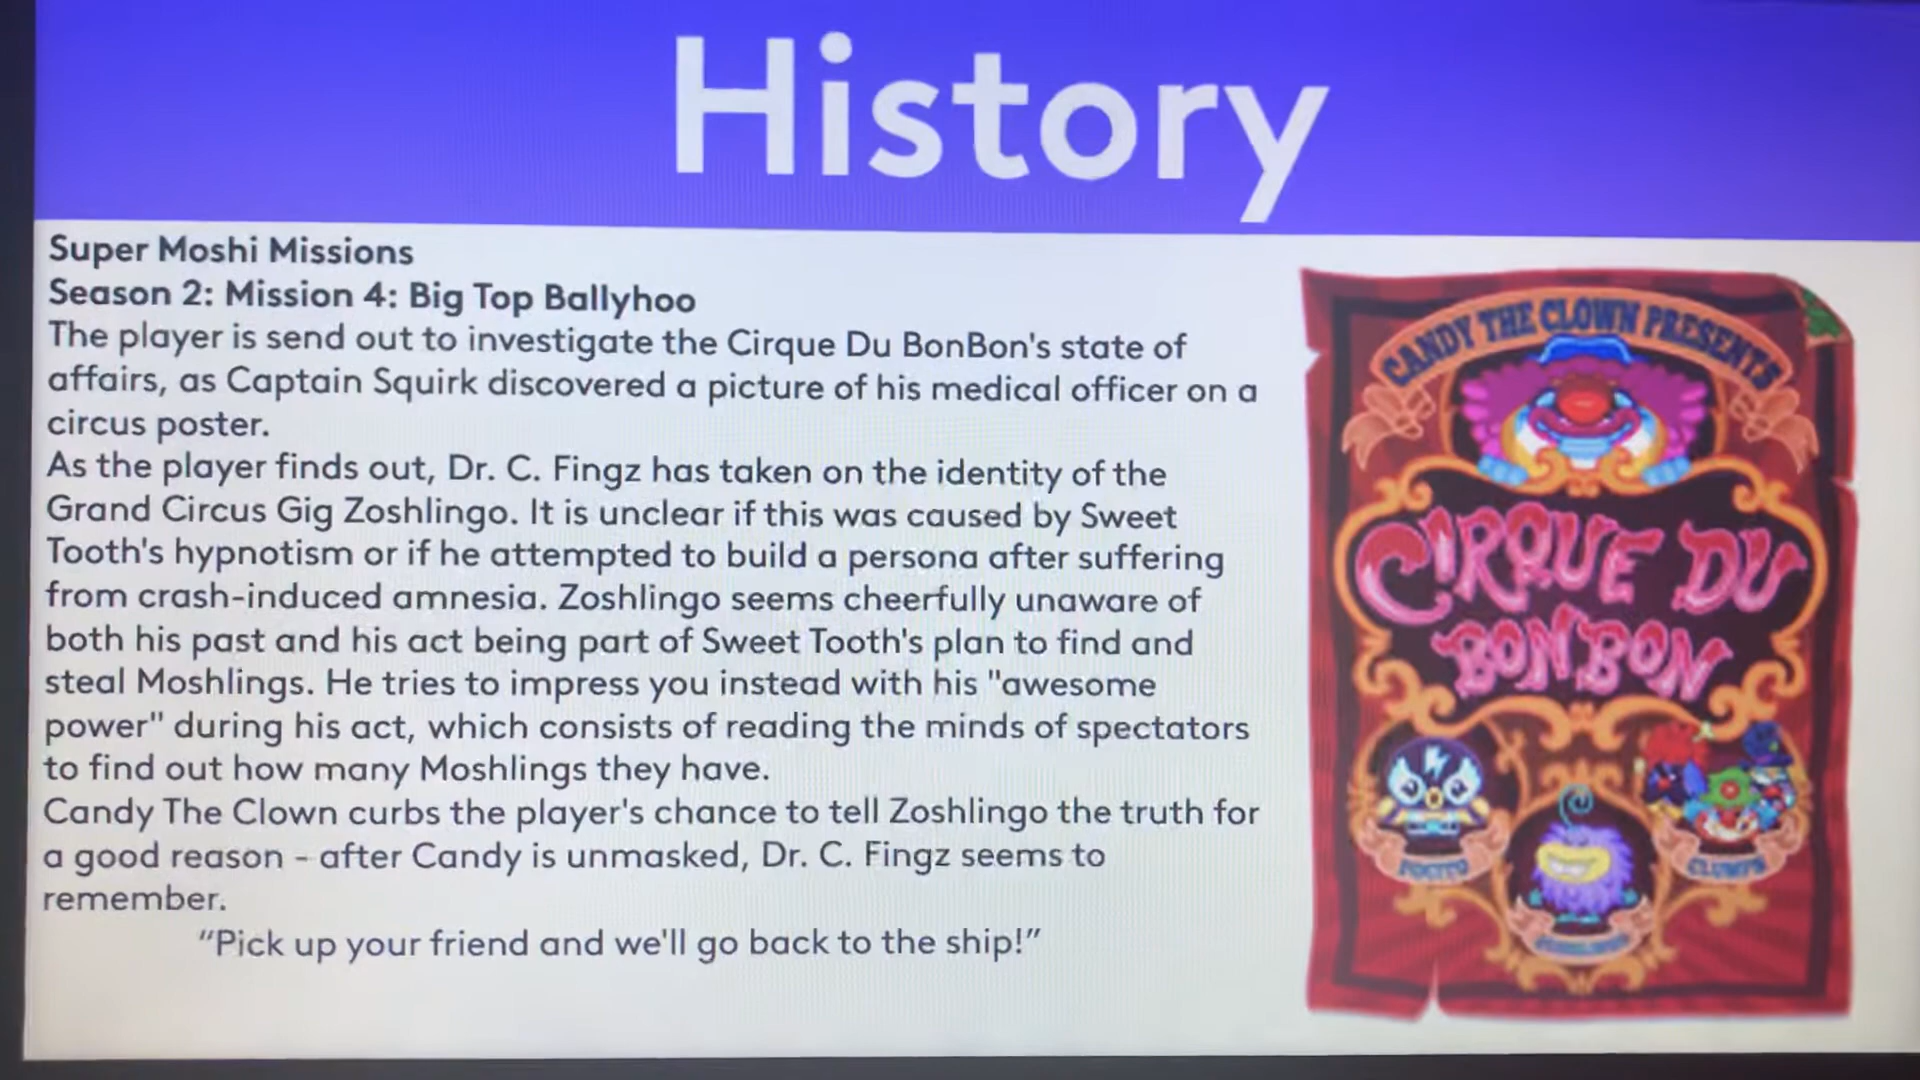 History
Super Moshi Missions
Season 2: Mission 4: Big Top Ballyhoo
The player is send out to investigate the Cirque Du BonBon's state of
affairs, as Captain Squirk discovered a picture of his medical officer on a
circus poster.
As the player finds out, Dr. C. Fingz has taken on the identity of the
Grand Circus Gig Zoshlingo. It is unclear if this was caused by Sweet
Tooth's hypnotism or if he attempted to build a persona after suffering
from crash-induced amnesia. Zoshlingo seems cheerfully unaware of
both his past and his act being part of Sweet Tooth's plan to find and
steal Moshlings. He tries to impress you instead with his "awesome
power" during his act, which consists of reading the minds of spectators
to find out how many Moshlings they have.
Candy The Clown curbs the player's chance to tell Zoshlingo the truth for
a good reason - after Candy is unmasked, Dr. C. Fingz seems to
remember.
“Pick up your friend and we'll go back to the ship!”
CANDY THE CLOWN PRESENTS
CIRQUE DU
BONBON
CLUMPS